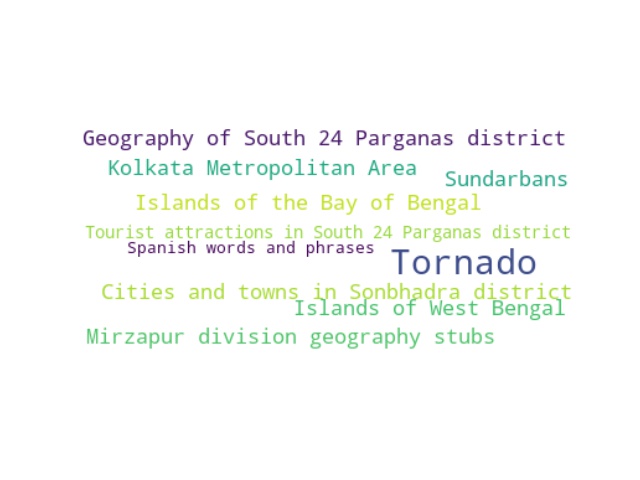 Geography of South 24 Parganas district
Kolkata Metropolitan Area
Sundarbans
Islands of the Bay of Bengal
Tourist attractions in South 24 Parganas district
Spanish words and phrases
Tornado
Cities and towns in Sonbhadra district
Islands of West Bengal
Mirzapur division geography stubs